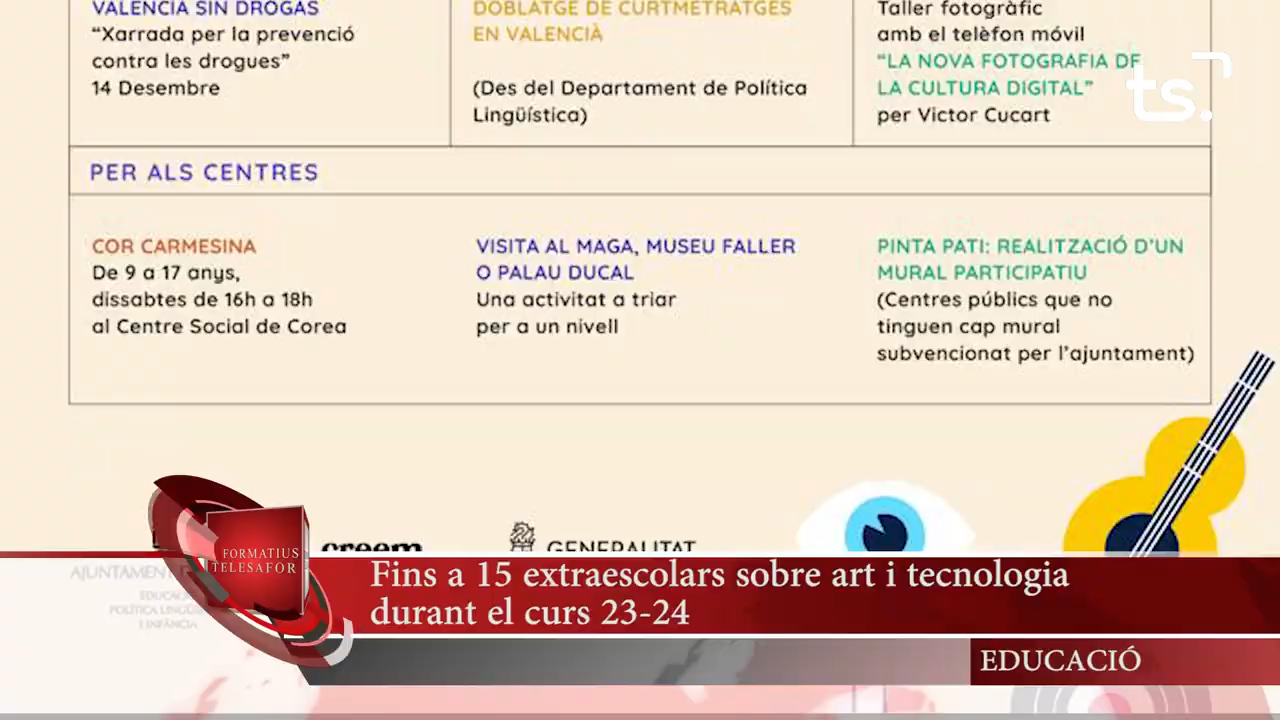 VALENCIA SIN DROGAS
“Xarrada per la prevenció
contra les drogues”
14 Desembre
DOBLATGE DE CURTMETRATGES
EN VALENCIÀ
(Des del Departament de Política
Lingüística)
Taller fotogràfic
amb el telèfon móvil
“LA NOVA FOTOGRAFIA DE
LA CULTURA DIGITAL”
per Victor Cucart
ts.
PER ALS CENTRES
COR CARMESINA
De 9 a 17 anys,
dissabtes de 16h a 18h
al Centre Social de Corea
VISITA AL MAGA, MUSEU FALLER
O PALAU DUCAL
Una activitat a triar
per a un nivell
PINTA PATI: REALITZACIÓ D’UN
MURAL PARTICIPATIU
(Centres públics que no
tinguen cap mural
subvencionat per l’ajuntament)
creem
GENERALITAT
FORMATIUS
TELESAFOR
Fins a 15 extraescolars sobre art i tecnologia
durant el curs 23-24
EDUCACIÓ
I INFÀNCIA